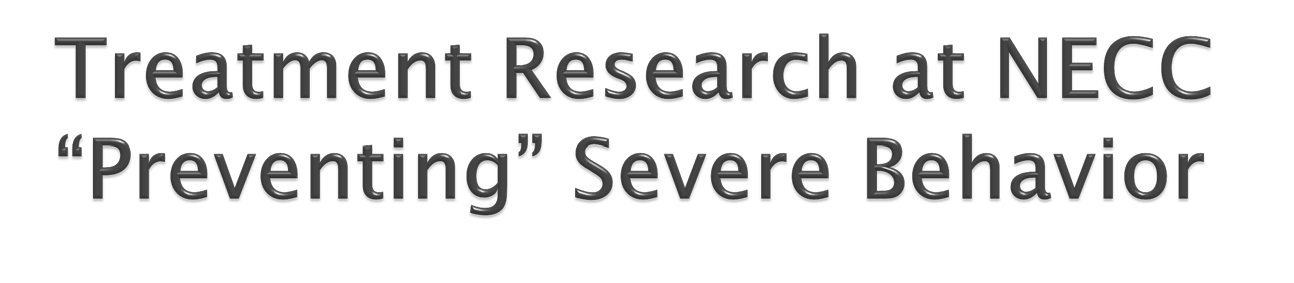 Treatment Research at NECC
“Preventing” Severe Behavior